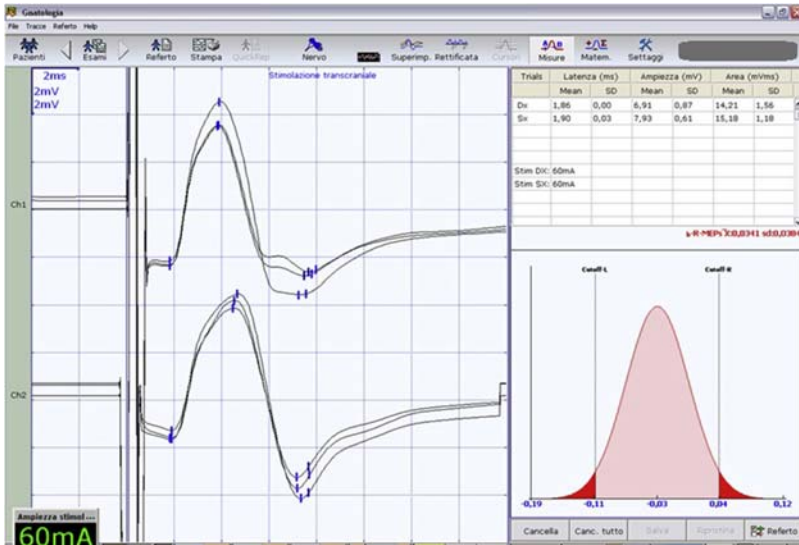 Gnatologia
File Tracce Referto Help
Pazienti Esami Referto Stampa QuickRep Nervo Superimp. Rettificata Cursori Misure Matem. Settaggi
2ms
2mV
2mV
Stimolazione transcraniale
Ch1
Ch2
Trials Latenza (ms) Ampiezza (mV) Area (mVms)
Mean SD Mean SD Mean SD
Dx 1,86 0,00 6,91 0,87 14,21 1,56
Sx 1,90 0,03 7,93 0,61 15,18 1,18
Stim DX: 60mA
Stim SX: 60mA
sd:0,0384
Cutoff-L Cutoff-R
-0,19 -0,11 -0,03 0,04 0,12
Ampiezza stimol...
60mA
Cancella Canc. tutto Salva Ripristina Referto